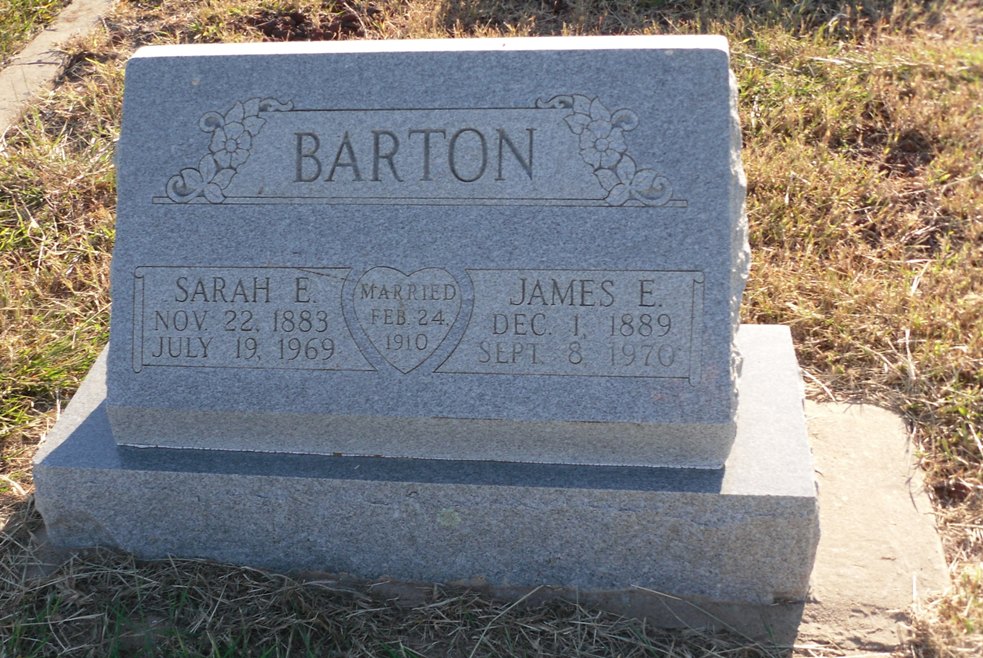 BARTON
SARAH E.
NOV. 22, 1883
JULY 19, 1969
MARRIED
FEB. 24,
1910
JAMES E.
DEC. 1, 1889
SEPT. 8 1970